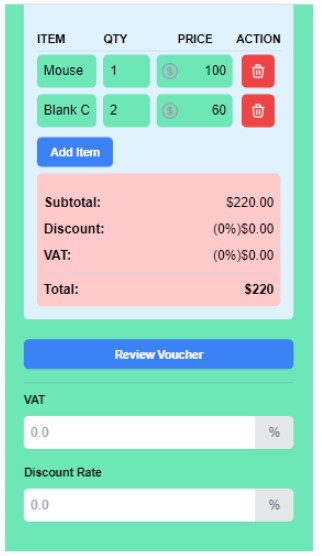 ITEM QTY PRICE ACTION
Mouse 1 $ 100
Blank C 2 $ 60
Add Item
Subtotal: $220.00
Discount: (0%)$0.00
VAT: (0%)$0.00
Total: $220
Review Voucher
VAT
0.0 %
Discount Rate
0.0 %